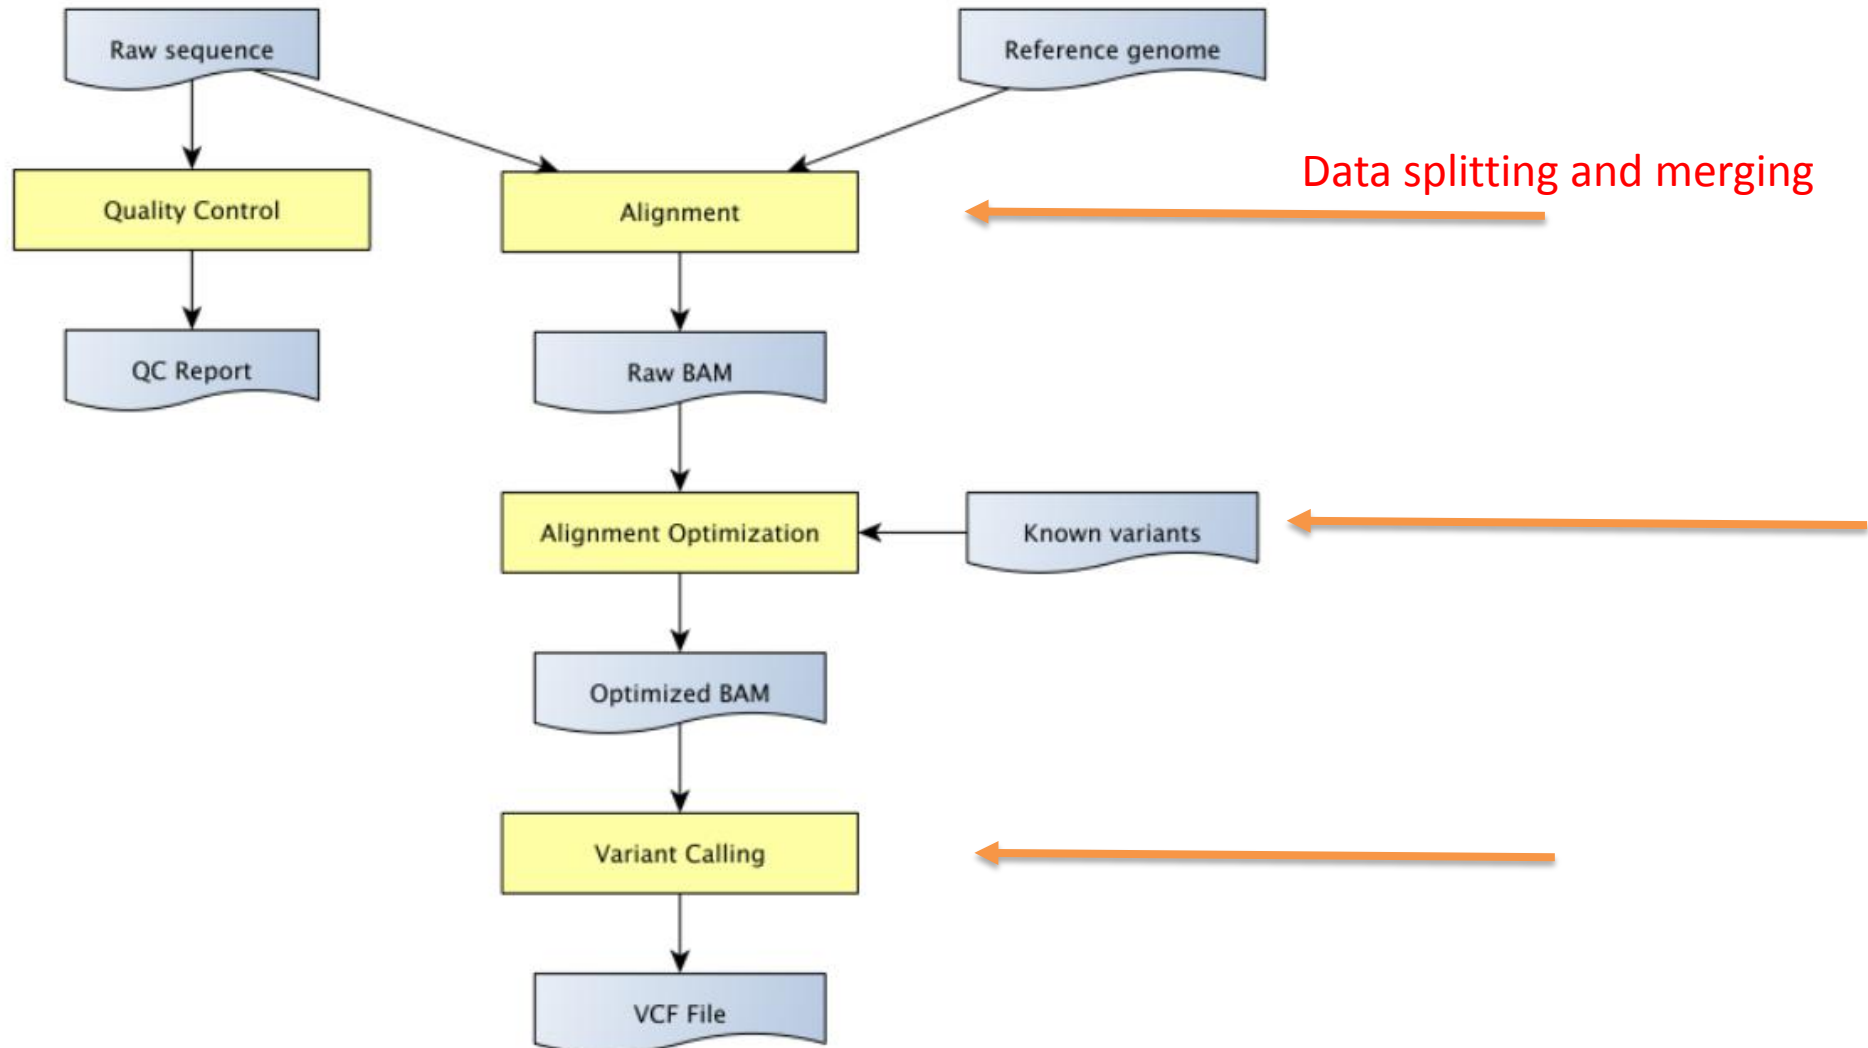 Raw sequence
Reference genome
Data splitting and merging
Quality Control
Alignment
QC Report
Raw BAM
Alignment Optimization
Known variants
Optimized BAM
Variant Calling
VCF File